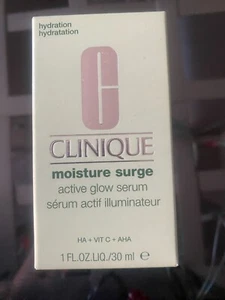 hydration
hydratation
CLINIQUE
moisture surge
active glow serum
sérum actif illuminateur
HA + VIT C + AHA
1 FL.OZ.LIQ./30 ml ℮